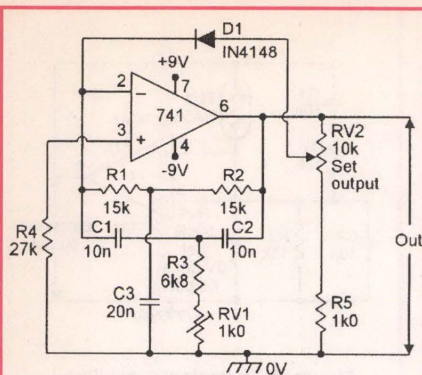 D1
IN4148
+9V
2
7
741
6
3
4
-9V
RV2
10k
Set
output
R1
15k
R2
15k
R4
27k
C1
10n
C2
10n
R3
6k8
Out
C3
20n
RV1
1k0
R5
1k0
0V